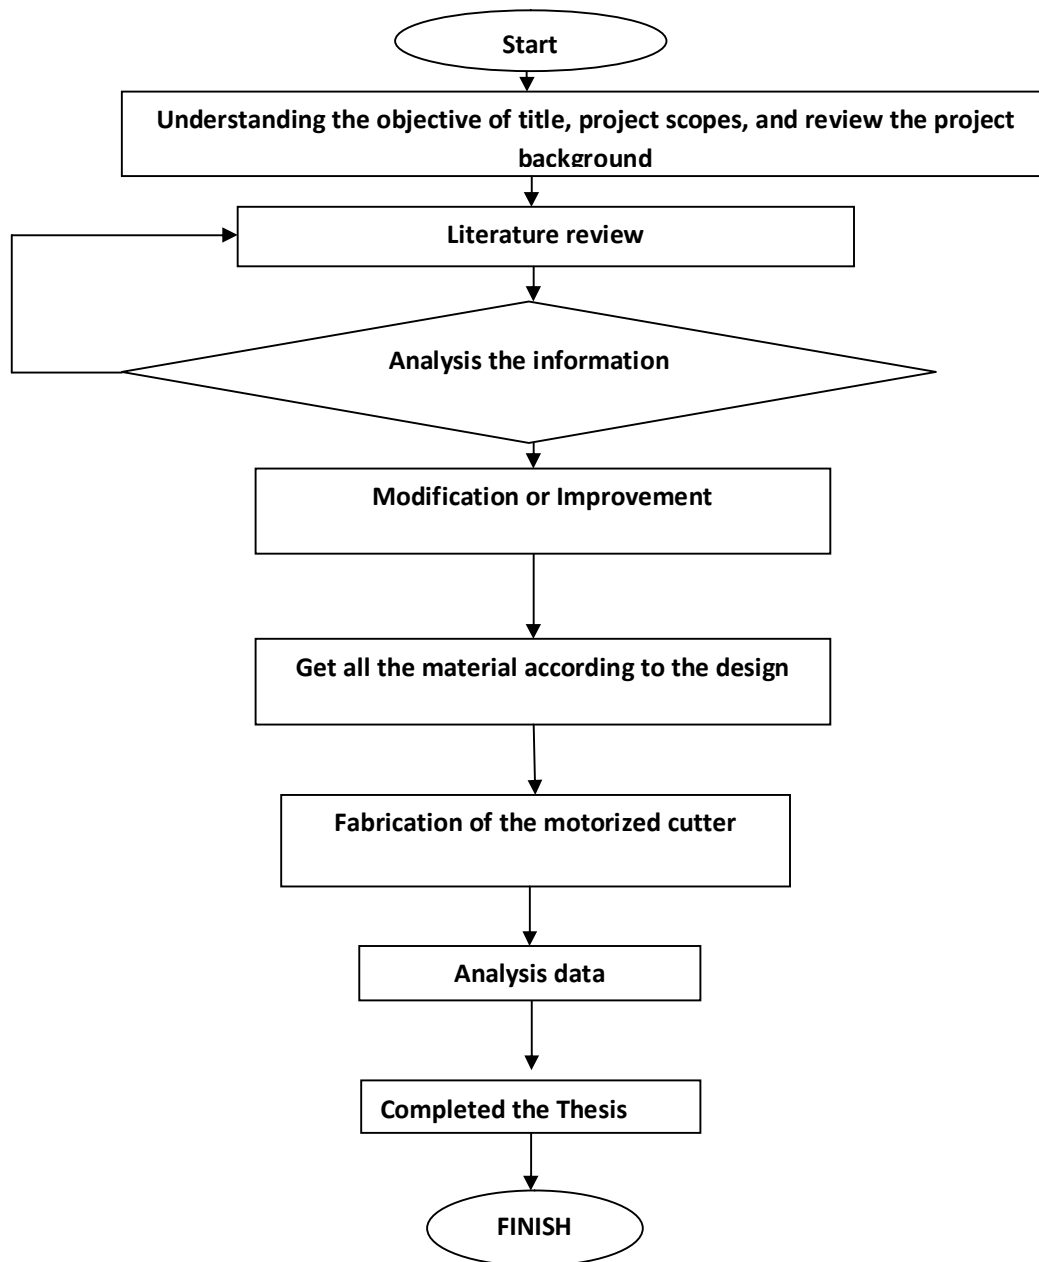 Start
Understanding the objective of title, project scopes, and review the project
background
Literature review
Analysis the information
Modification or Improvement
Get all the material according to the design
Fabrication of the motorized cutter
Analysis data
Completed the Thesis
FINISH